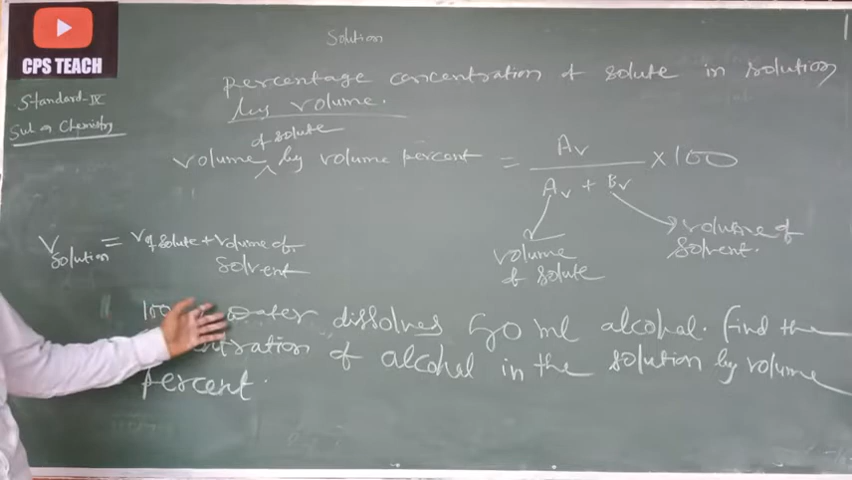 CPS TEACH
Solution
percentage concentration of solute in solution
by volume.
Standard-IX
Sub - Chemistry
of solute
volume by volume percent = Av / Av + Bv × 100
V solution = V of solute + volume of
solvent
volume
of solute
volume of
solvent.
100 water dissolves 50 ml alcohol. find the
of alcohol in the solution by volume
percent.